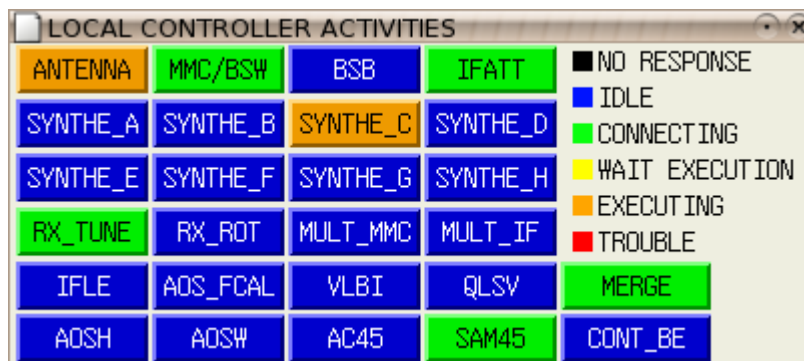 LOCAL CONTROLLER ACTIVITIES
ANTENNA MMC/BSW BSB IFATT
SYNTHE_A SYNTHE_B SYNTHE_C SYNTHE_D
SYNTHE_E SYNTHE_F SYNTHE_G SYNTHE_H
RX_TUNE RX_ROT MULT_MMC MULT_IF
NO RESPONSE
IDLE
CONNECTING
WAIT EXECUTION
EXECUTING
TROUBLE
IFLE AOS_FCAL VLBI QLSV MERGE
AOSH AOSW AC45 SAM45 CONT_BE